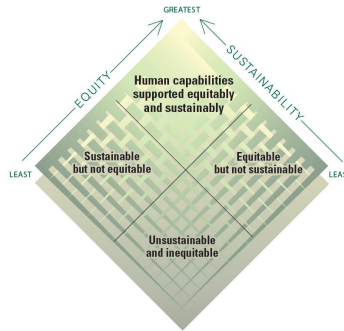 GREATEST
EQUITY
SUSTAINABILITY
Human capabilities
supported equitably
and sustainably
Sustainable
but not equitable
Equitable
but not sustainable
LEAST
LEAS
Unsustainable
and inequitable